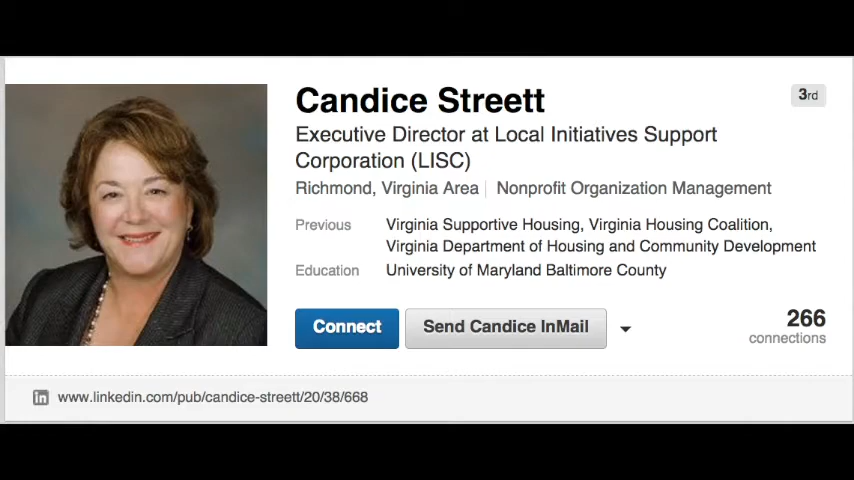 Candice Streett
3rd
Executive Director at Local Initiatives Support
Corporation (LISC)
Richmond, Virginia Area Nonprofit Organization Management
Previous Virginia Supportive Housing, Virginia Housing Coalition,
Virginia Department of Housing and Community Development
Education University of Maryland Baltimore County
Connect Send Candice InMail
266
connections
in www.linkedin.com/pub/candice-streett/20/38/668